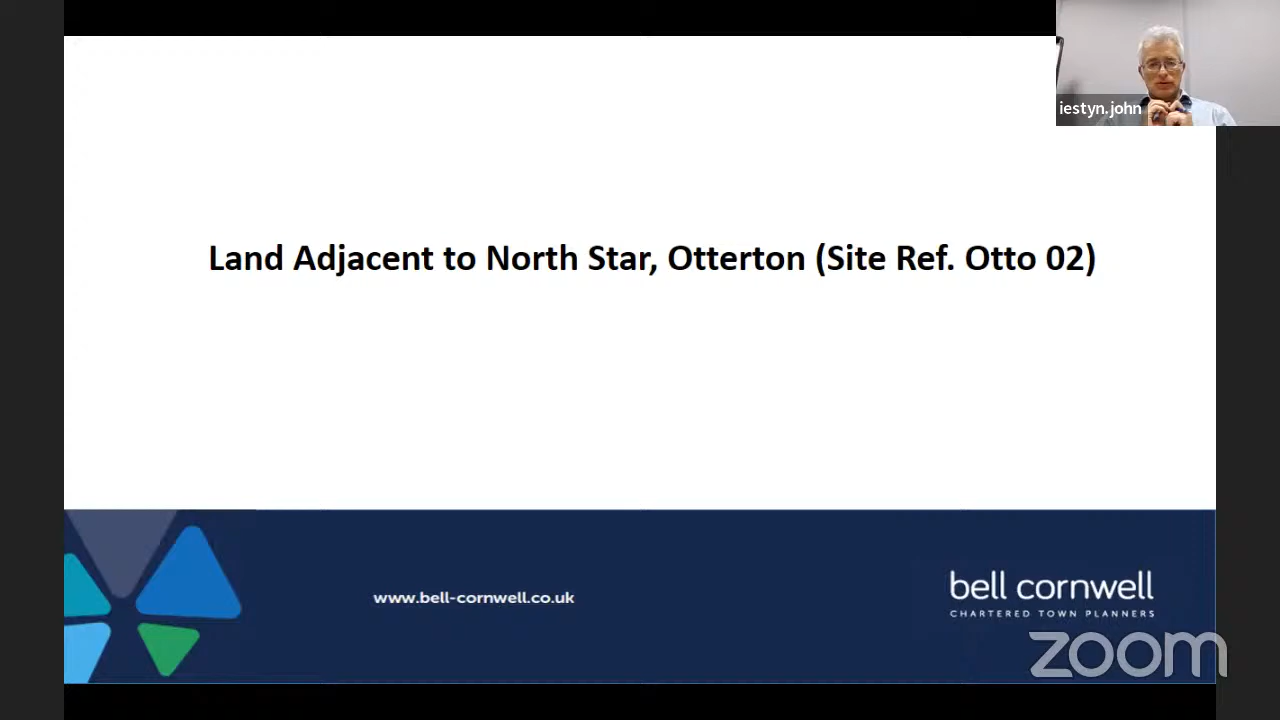 iestyn.john
Land Adjacent to North Star, Otterton (Site Ref. Otto 02)
www.bell-cornwell.co.uk
bell cornwell
CHARTERED TOWN PLANNERS
zoom